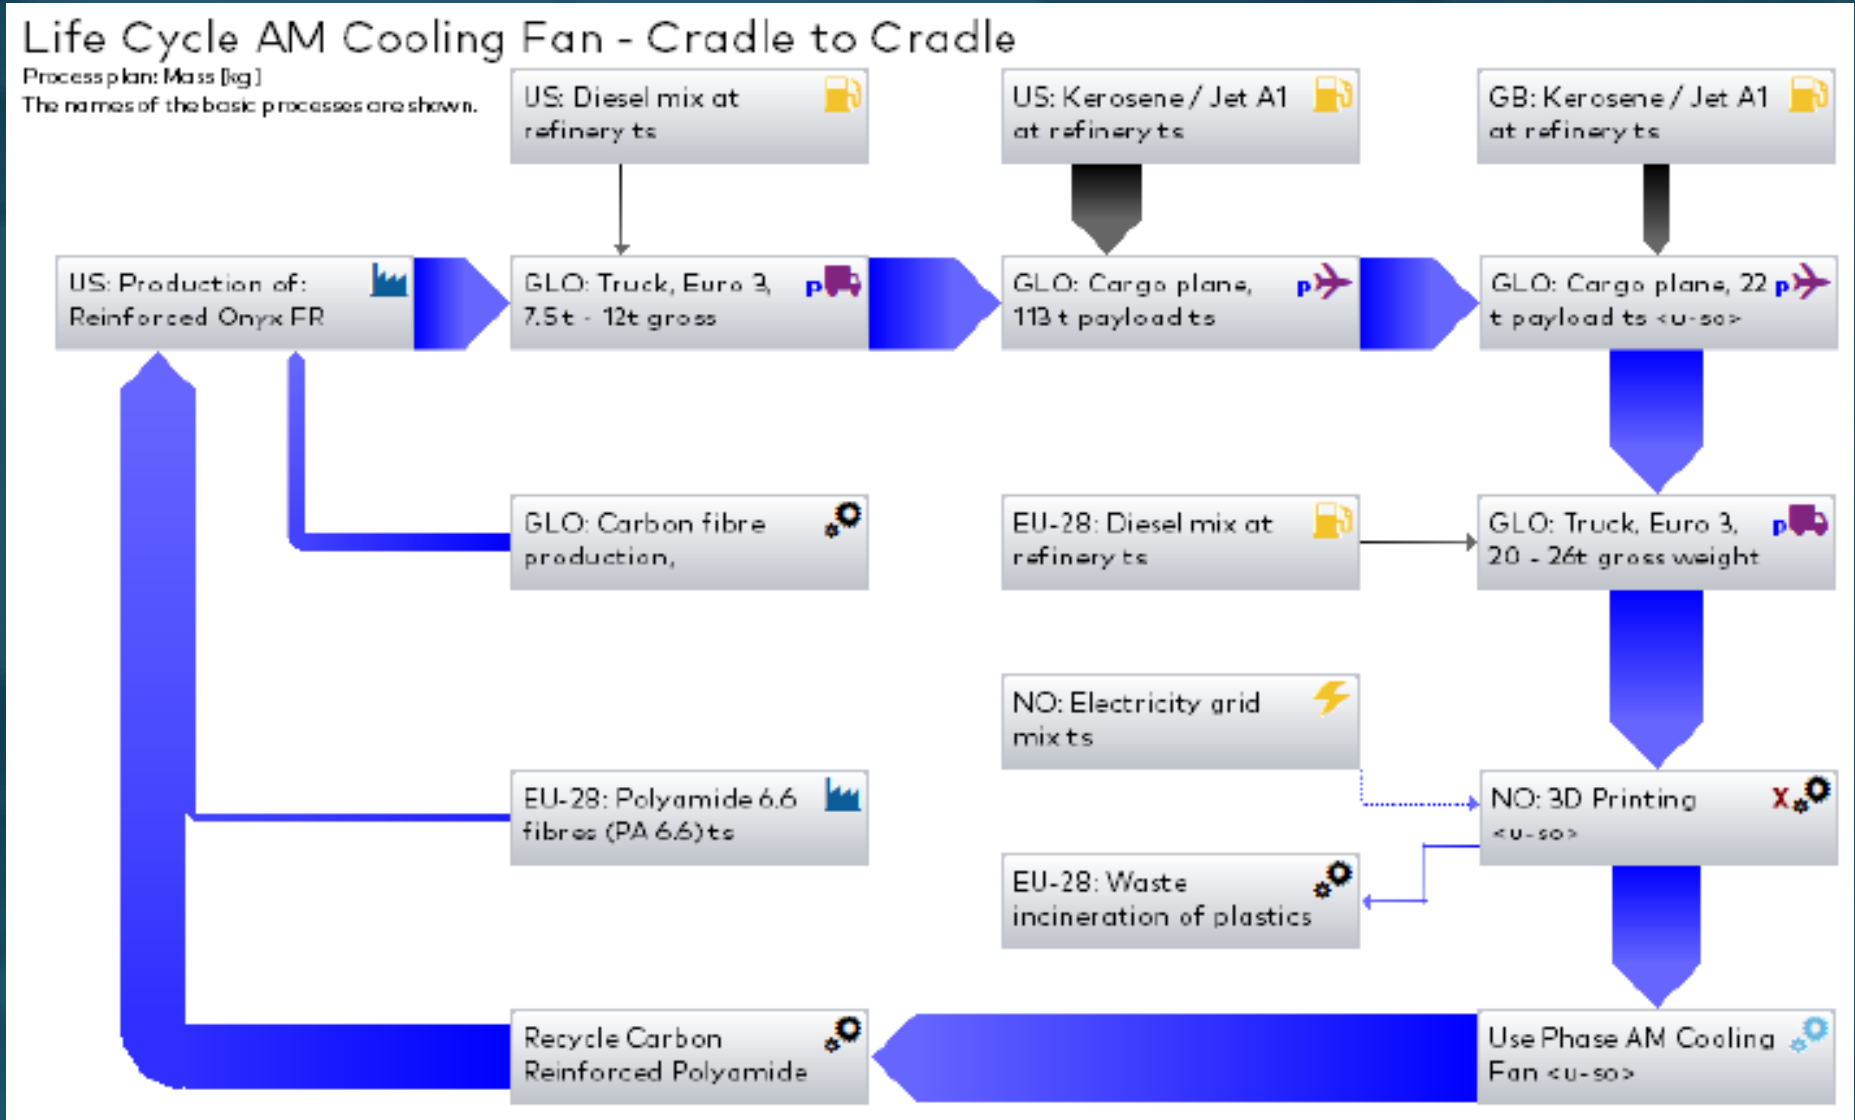 Life Cycle AM Cooling Fan - Cradle to Cradle
Process plan: Mass [kg]
The names of the basic processes are shown.
US: Diesel mix at
refinery ts
US: Kerosene / Jet A1
at refinery ts
GB: Kerosene / Jet A1
at refinery ts
US: Production of:
Reinforced Onyx FR
GLO: Truck, Euro 3,
7.5t - 12t gross
p
GLO: Cargo plane,
113 t payload ts
p
GLO: Cargo plane, 22
t payload ts <u-so>
p
GLO: Carbon fibre
production,
EU-28: Diesel mix at
refinery ts
GLO: Truck, Euro 3,
20 - 26t gross weight
p
NO: Electricity grid
mix ts
EU-28: Polyamide 6.6
fibres (PA 6.6) ts
NO: 3D Printing
<u-so>
X
EU-28: Waste
incineration of plastics
Recycle Carbon
Reinforced Polyamide
Use Phase AM Cooling
Fan <u-so>